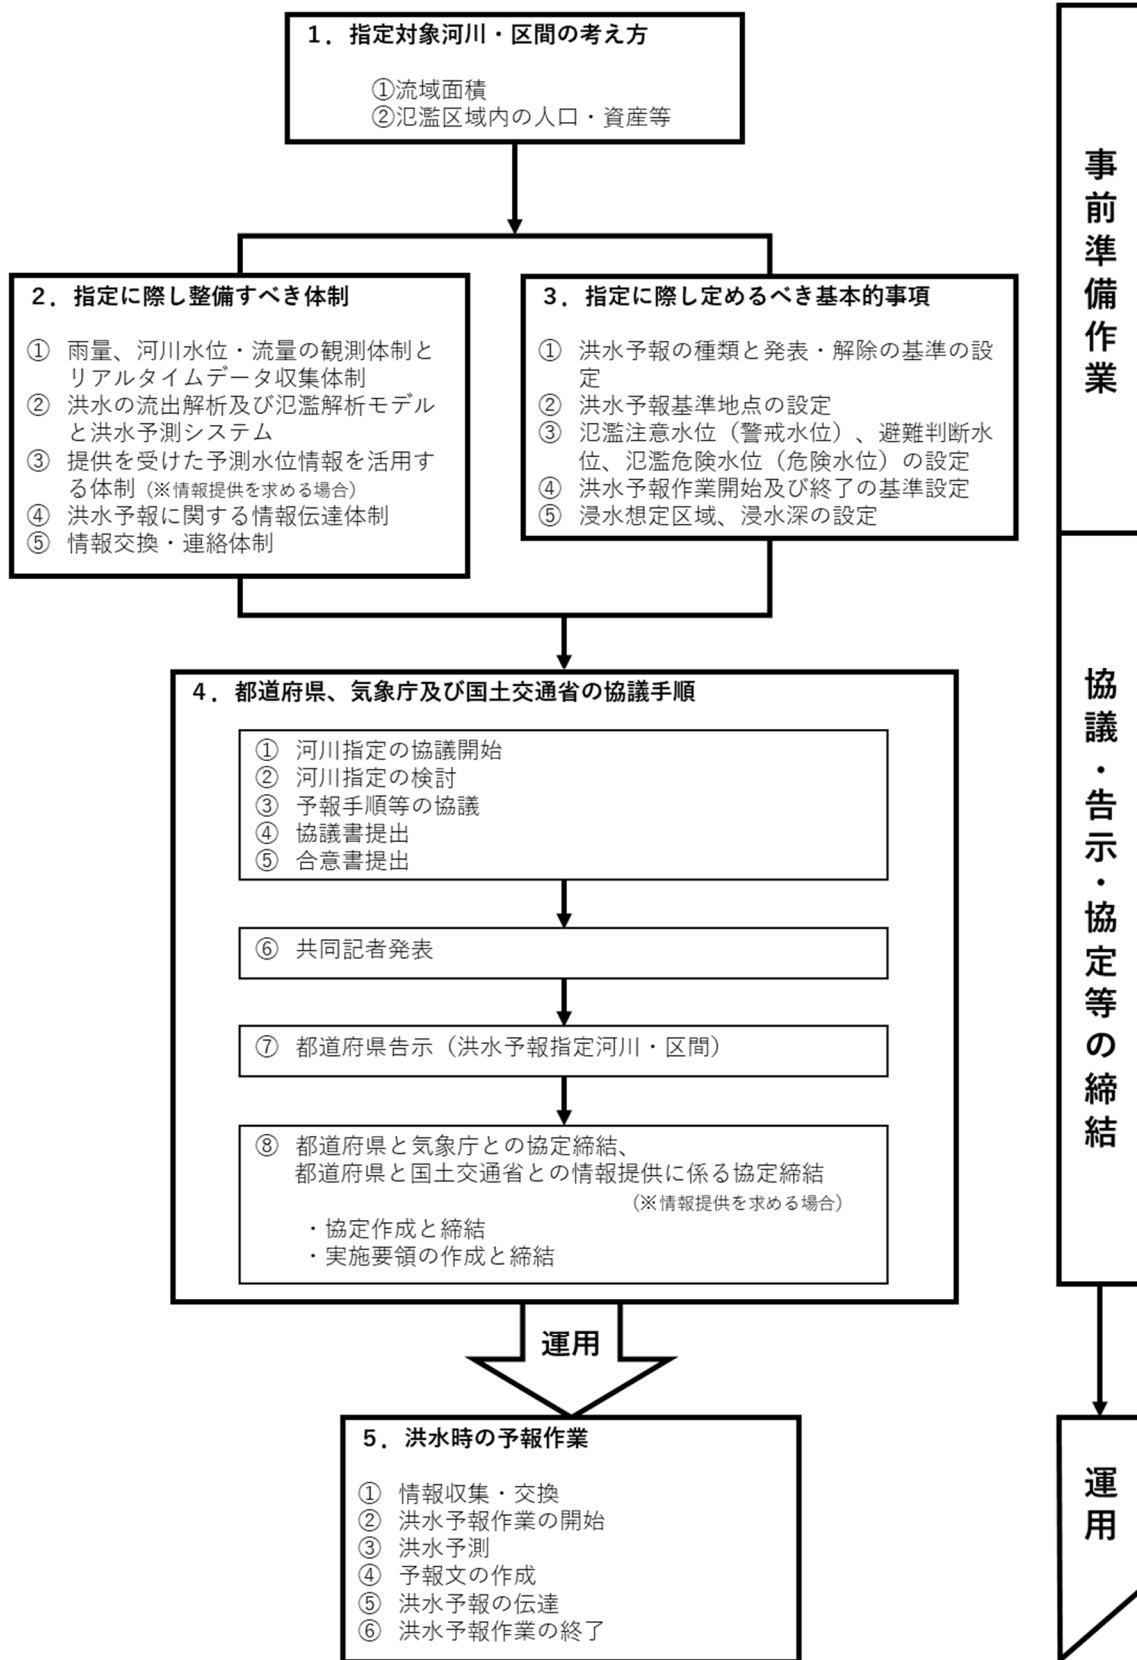 1．指定対象河川・区間の考え方
①流域面積
②氾濫区域内の人口・資産等
2．指定に際し整備すべき体制
① 雨量、河川水位・流量の観測体制と
リアルタイムデータ収集体制
② 洪水の流出解析及び氾濫解析モデル
と洪水予測システム
③ 提供を受けた予測水位情報を活用す
る体制（※情報提供を求める場合）
④ 洪水予報に関する情報伝達体制
⑤ 情報交換・連絡体制
3．指定に際し定めるべき基本的事項
① 洪水予報の種類と発表・解除の基準の設
定
② 洪水予報基準地点の設定
③ 氾濫注意水位（警戒水位）、避難判断水
位、氾濫危険水位（危険水位）の設定
④ 洪水予報作業開始及び終了の基準設定
⑤ 浸水想定区域、浸水深の設定
4．都道府県、気象庁及び国土交通省の協議手順
① 河川指定の協議開始
② 河川指定の検討
③ 予報手順等の協議
④ 協議書提出
⑤ 合意書提出
⑥ 共同記者発表
⑦ 都道府県告示（洪水予報指定河川・区間）
⑧ 都道府県と気象庁との協定締結、
都道府県と国土交通省との情報提供に係る協定締結
（※情報提供を求める場合）
・協定作成と締結
・実施要領の作成と締結
運用
5．洪水時の予報作業
① 情報収集・交換
② 洪水予報作業の開始
③ 洪水予測
④ 予報文の作成
⑤ 洪水予報の伝達
⑥ 洪水予報作業の終了
事前準備作業
協議・告示・協定等の締結
運用